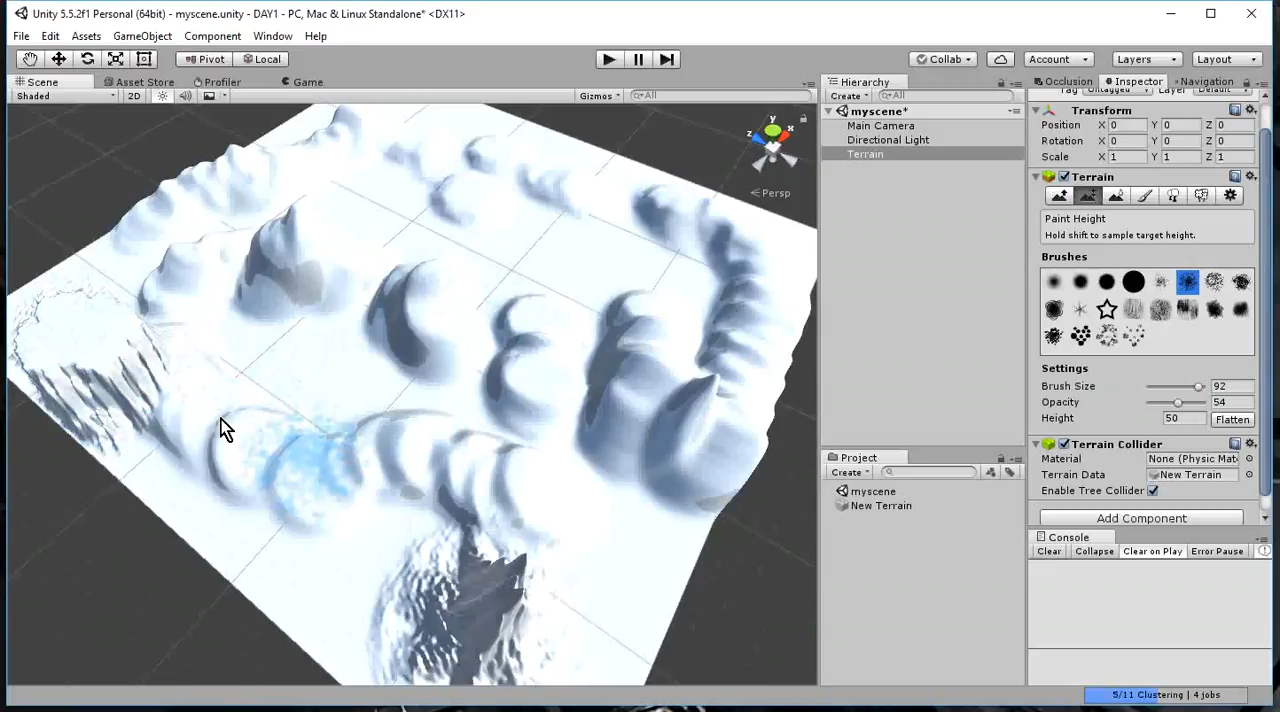 Unity 5.5.2f1 Personal (64bit) - myscene.unity - DAY1 - PC, Mac & Linux Standalone* <DX11>
File Edit Assets GameObject Component Window Help
Pivot Local Collab Account Layers Layout
Scene Asset Store Profiler Game
Shaded 2D Gizmos All
z y x
Persp
Hierarchy
Create All
myscene*
Main Camera
Directional Light
Terrain
Project
Create
myscene
New Terrain
Occlusion Inspector Navigation
Tag Untagged Layer Default
Transform
Position X 0 Y 0 Z 0
Rotation X 0 Y 0 Z 0
Scale X 1 Y 1 Z 1
Terrain
Paint Height
Hold shift to sample target height.
Brushes
Settings
Brush Size 92
Opacity 54
Height 50 Flatten
Terrain Collider
Material None (Physic Mat
Terrain Data New Terrain
Enable Tree Collider
Add Component
Console
Clear Collapse Clear on Play Error Pause
5/11 Clustering | 4 jobs